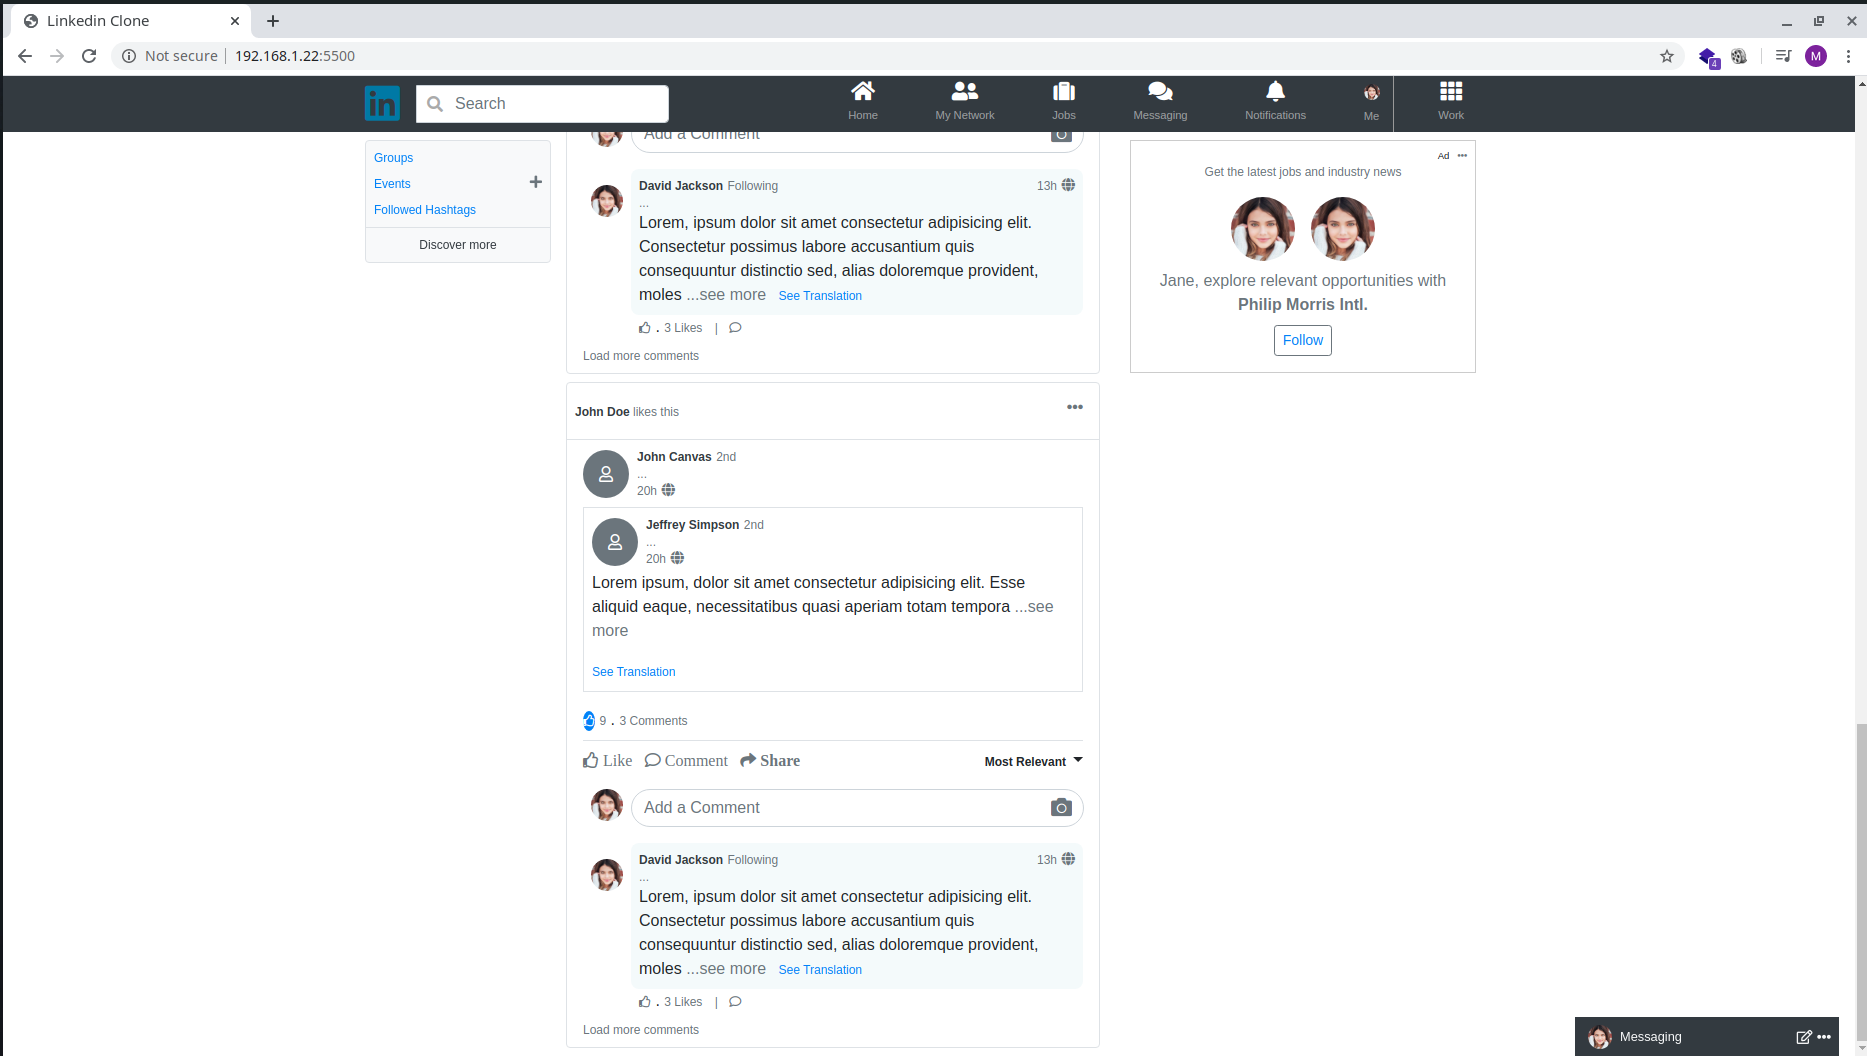 Linkedin Clone
Not secure 192.168.1.22:5500
4
M
in
Search
Home
My Network
Jobs
Messaging
Notifications
Me
Work
Groups
Events
Followed Hashtags
Discover more
Add a Comment
David Jackson Following 13h
...
Lorem, ipsum dolor sit amet consectetur adipisicing elit.
Consectetur possimus labore accusantium quis
consequuntur distinctio sed, alias doloremque provident,
moles ...see more See Translation
. 3 Likes |
Load more comments
John Doe likes this
John Canvas 2nd
...
20h
Jeffrey Simpson 2nd
...
20h
Lorem ipsum, dolor sit amet consectetur adipisicing elit. Esse
aliquid eaque, necessitatibus quasi aperiam totam tempora ...see
more
See Translation
9 . 3 Comments
Like Comment Share Most Relevant
Add a Comment
David Jackson Following 13h
...
Lorem, ipsum dolor sit amet consectetur adipisicing elit.
Consectetur possimus labore accusantium quis
consequuntur distinctio sed, alias doloremque provident,
moles ...see more See Translation
. 3 Likes |
Load more comments
Ad
Get the latest jobs and industry news
Jane, explore relevant opportunities with
Philip Morris Intl.
Follow
Messaging